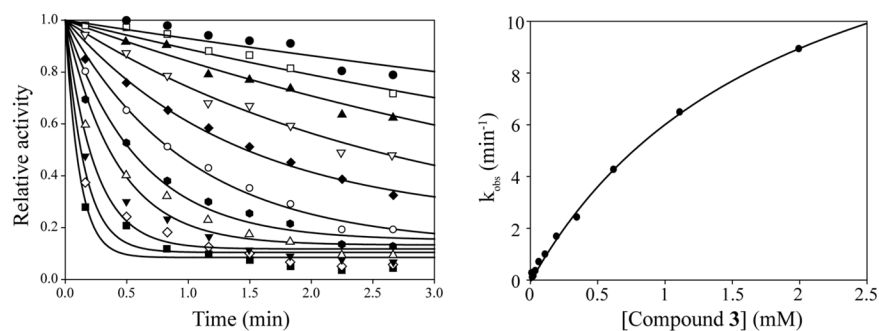 Relative activity
1.0
0.8
0.6
0.4
0.2
0.0
0.0 0.5 1.0 1.5 2.0 2.5 3.0
Time (min)
k_obs (min⁻¹)
10
8
6
4
2
0
0 0.5 1 1.5 2 2.5
[Compound 3] (mM)